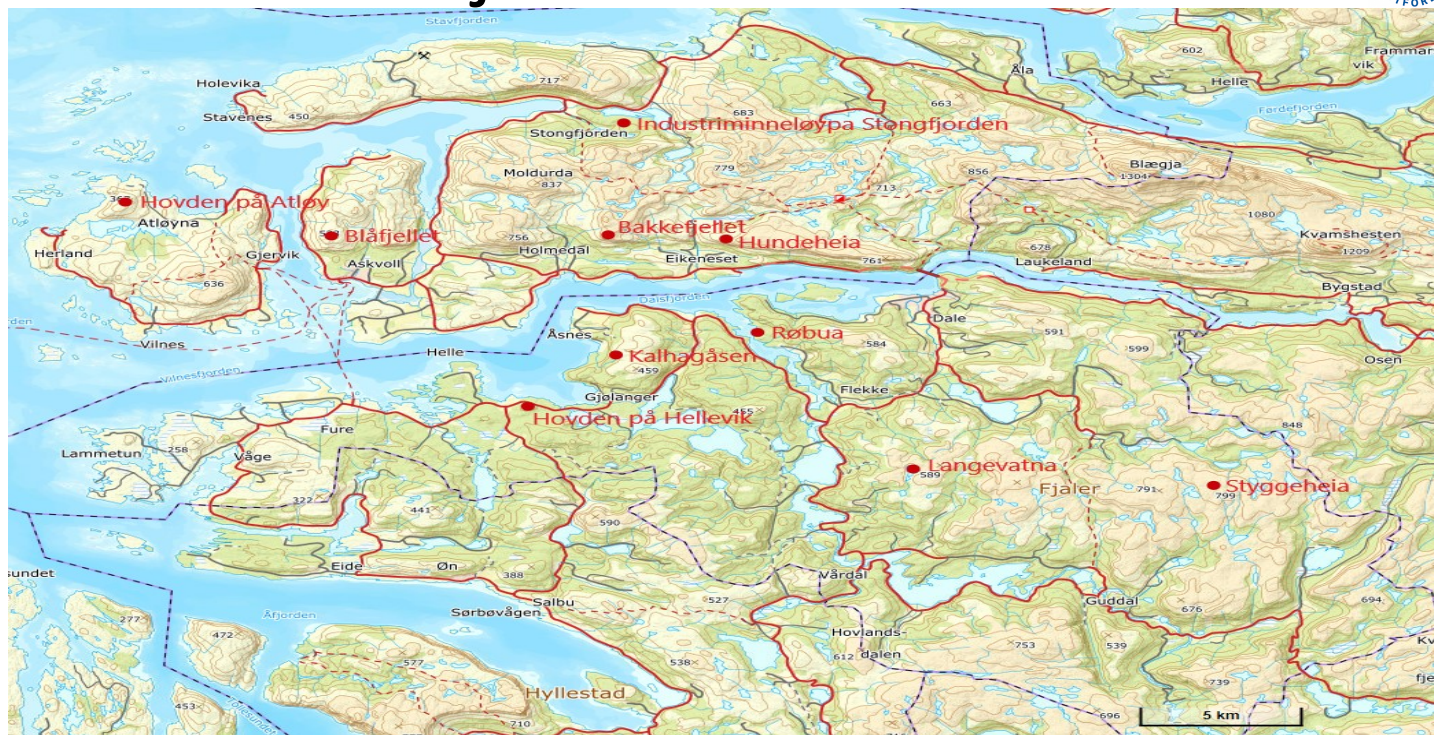 Stavfjorden
602
Frammar-
vik
Åla
Helle
Holevika
717
Stavenes
450
683
663
Førdefjorden
Stongfjorden
Industriminneløypa Stongfjorden
Moldurda
837
779
713
856
Blægja
1304
Hovden på Atløy
Atløyna
1080
Blåfjellet
756
Bakkefjellet
Hundeheia
Kvamshesten
1209
Herland
Gjervik
Askvoll
Holmedal
Eikeneset
761
678
Laukeland
636
Bygstad
Dalsfjorden
Vilnes
Åsnes
Røbua
Dale
591
584
599
Helle
Kalhagåsen
459
Osen
Vilnesfjorden
Gjølanger
Flekke
Hovden på Hellevik
455
Fure
848
258
Lammetun
Våge
Langevatna
589
Fjaler
791
Styggeheia
799
322
441
590
Eide
Øn
388
Vårdal
sundet
Salbu
Sørbøvågen
527
Guddal
676
694
Åfjorden
277
472
Hovlands-
dalen
612
753
539
577
538
Hyllestad
739
453
710
696
5 km